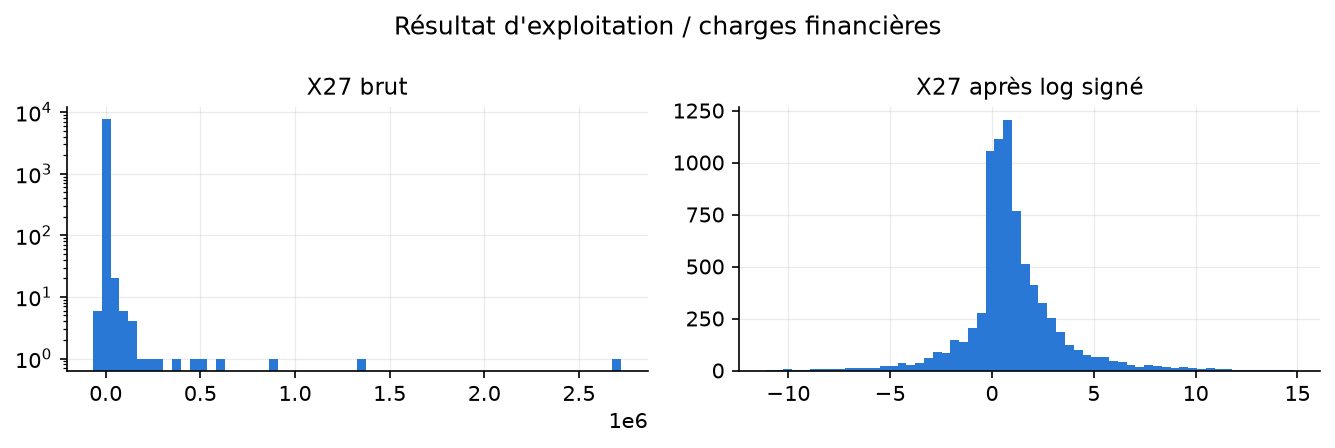 Résultat d'exploitation / charges financières
X27 brut
10⁴
10³
10²
10¹
10⁰
0.0 0.5 1.0 1.5 2.0 2.5
1e6
X27 après log signé
1250
1000
750
500
250
0
−10 −5 0 5 10 15